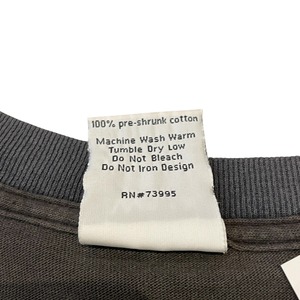 100% pre-shrunk cotton
Machine Wash Warm
Tumble Dry Low
Do Not Bleach
Do Not Iron Design
RN#73995